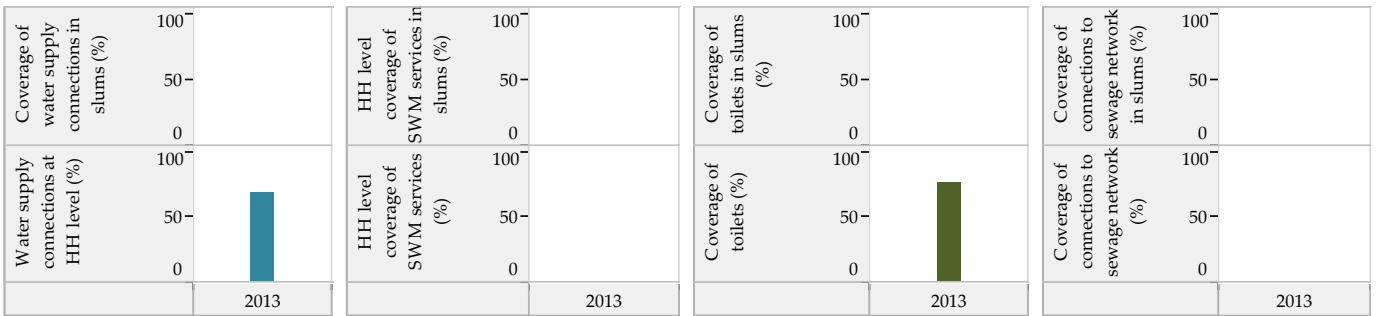 Coverage of
water supply
connections in
slums (%)
100
50
0
Water supply
connections at
HH level (%)
100
50
0
2013
HH level
coverage of
SWM services in
slums (%)
100
50
0
HH level
coverage of
SWM services
(%)
100
50
0
2013
Coverage of
toilets in slums
(%)
100
50
0
Coverage of
toilets (%)
100
50
0
2013
Coverage of
connections to
sewage network
in slums (%)
100
50
0
Coverage of
connections to
sewage network
(%)
100
50
0
2013